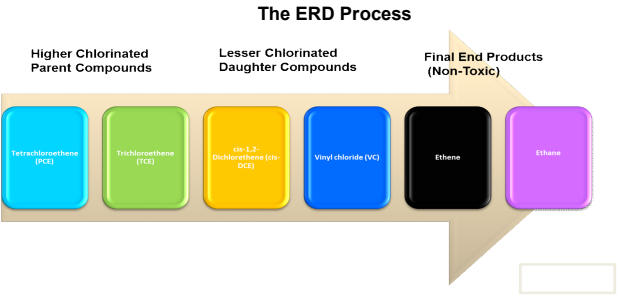 The ERD Process
Higher Chlorinated
Parent Compounds
Lesser Chlorinated
Daughter Compounds
Final End Products
(Non-Toxic)
Tetrachloroethene
(PCE)
Trichloroethene
(TCE)
cis-1,2-
Dichlorethene (cis-
DCE)
Vinyl chloride (VC)
Ethene
Ethane